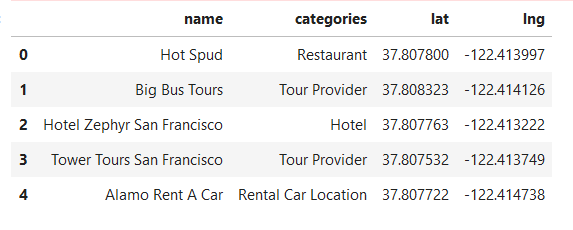 name categories lat lng
0 Hot Spud Restaurant 37.807800 -122.413997
1 Big Bus Tours Tour Provider 37.808323 -122.414126
2 Hotel Zephyr San Francisco Hotel 37.807763 -122.413222
3 Tower Tours San Francisco Tour Provider 37.807532 -122.413749
4 Alamo Rent A Car Rental Car Location 37.807722 -122.414738